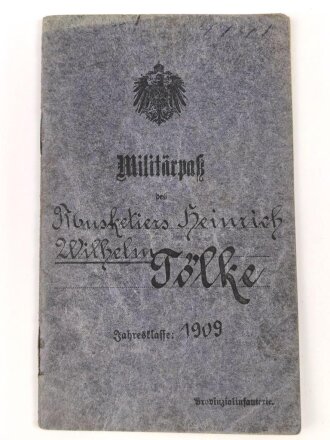 Militärpaß
des
Musketiers Heinrich
Wilhelm Tölke
Jahresklasse: 1909
Provinzialinfanterie.